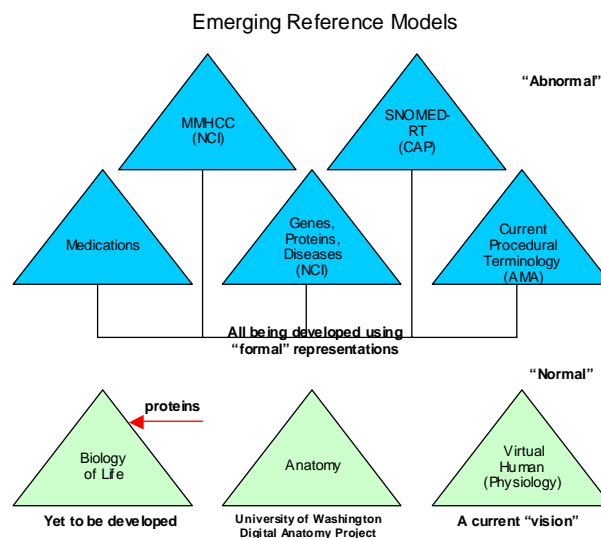 Emerging Reference Models
“Abnormal”
MMHCC
(NCI)
SNOMED-
RT
(CAP)
Medications
Genes,
Proteins,
Diseases
(NCI)
Current
Procedural
Terminology
(AMA)
All being developed using
“formal” representations
“Normal”
proteins
Biology
of Life
Anatomy
Virtual
Human
(Physiology)
Yet to be developed
University of Washington
Digital Anatomy Project
A current “vision”